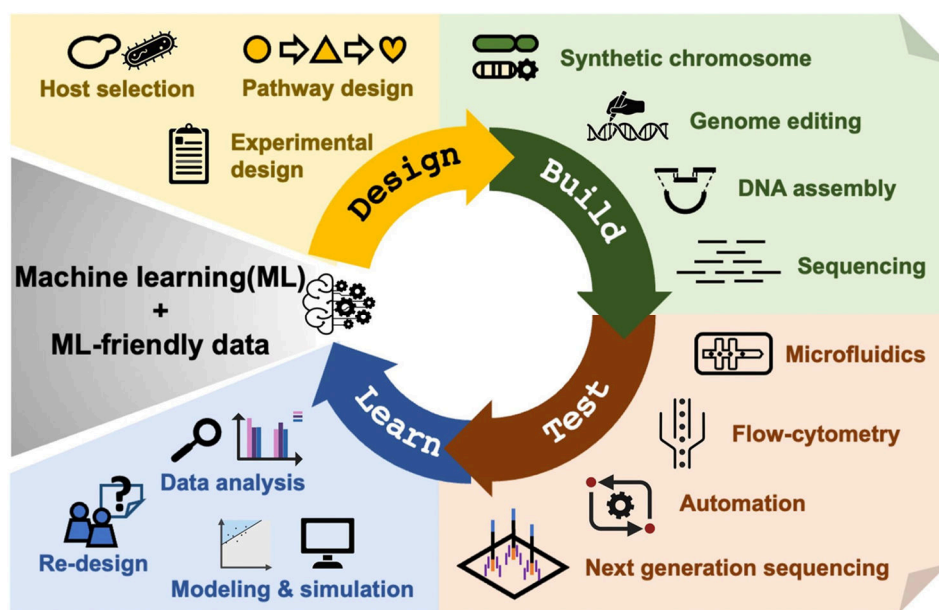 Host selection
Pathway design
Experimental
design
Design
Build
Synthetic chromosome
Genome editing
DNA assembly
Sequencing
Machine learning(ML)
+
ML-friendly data
Test
Microfluidics
Flow-cytometry
Automation
Next generation sequencing
Learn
Data analysis
?
Re-design
Modeling & simulation